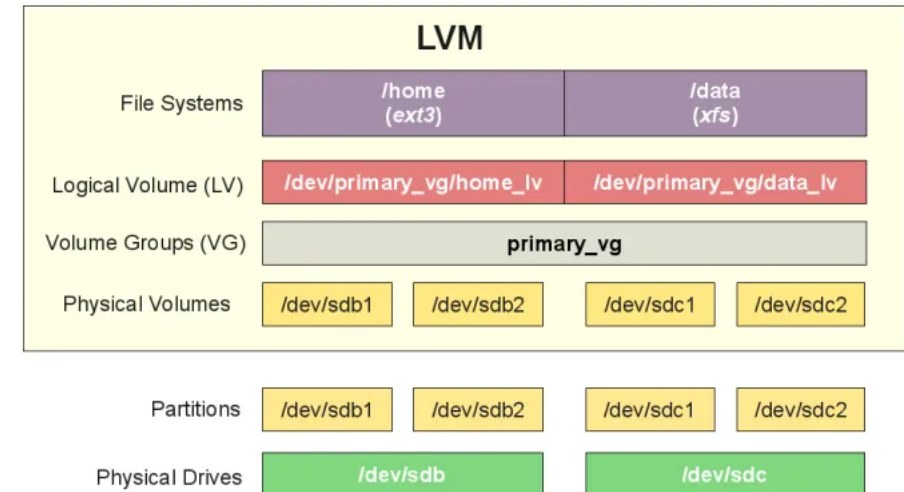 LVM
File Systems
/home
(ext3)
/data
(xfs)
Logical Volume (LV)
/dev/primary_vg/home_lv
/dev/primary_vg/data_lv
Volume Groups (VG)
primary_vg
Physical Volumes
/dev/sdb1
/dev/sdb2
/dev/sdc1
/dev/sdc2
Partitions
/dev/sdb1
/dev/sdb2
/dev/sdc1
/dev/sdc2
Physical Drives
/dev/sdb
/dev/sdc